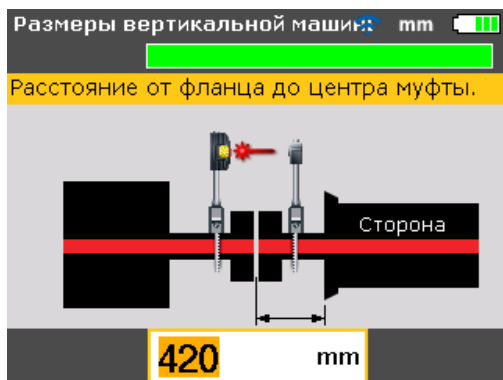 Размеры вертикальной машин mm
Расстояние от фланца до центра муфты.
Сторона
420 mm